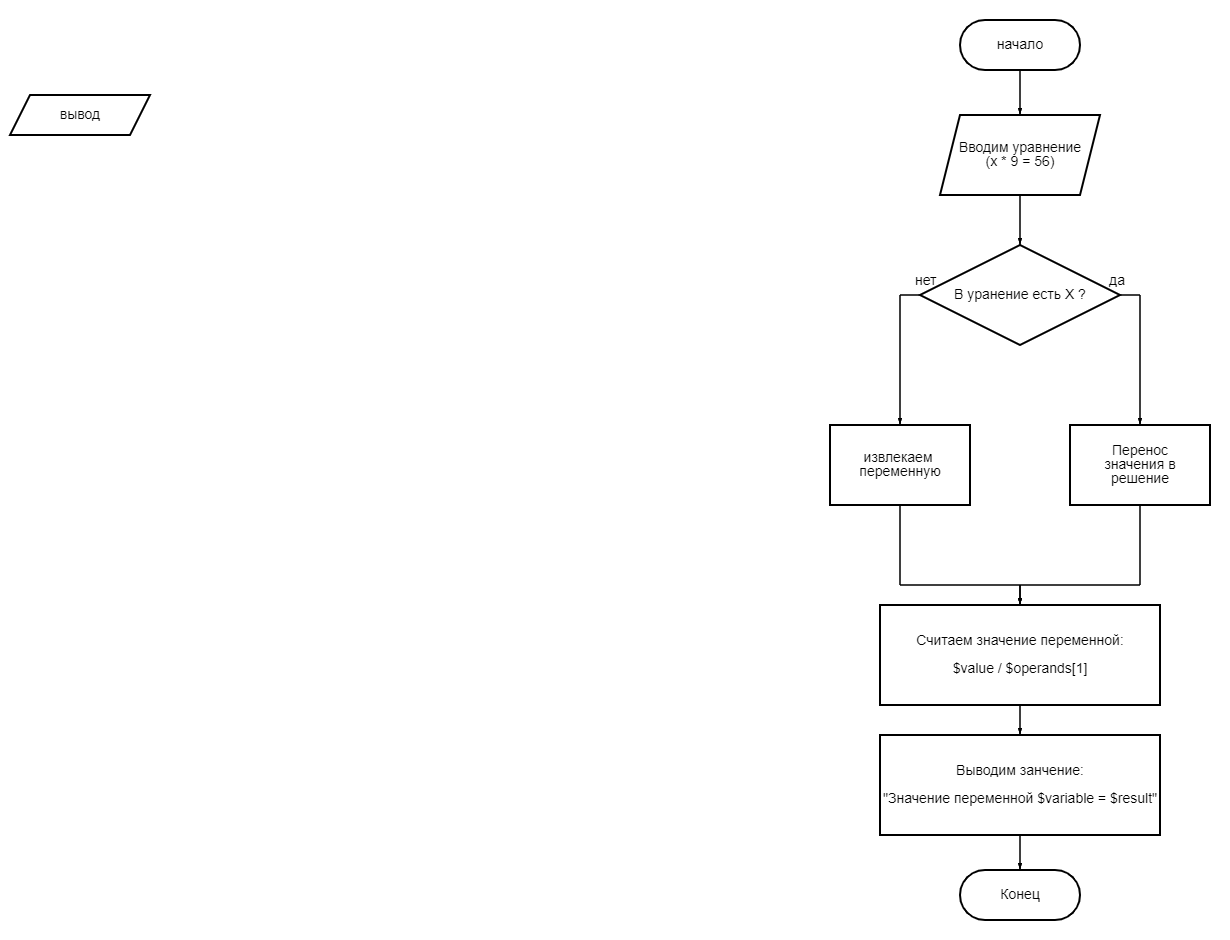 начало
вывод
Вводим уравнение
(x * 9 = 56)
нет
да
В уранение есть X ?
извлекаем
переменную
Перенос
значения в
решение
Считаем значение переменной:
$value / $operands[1]
Выводим занчение:
"Значение переменной $variable = $result"
Конец